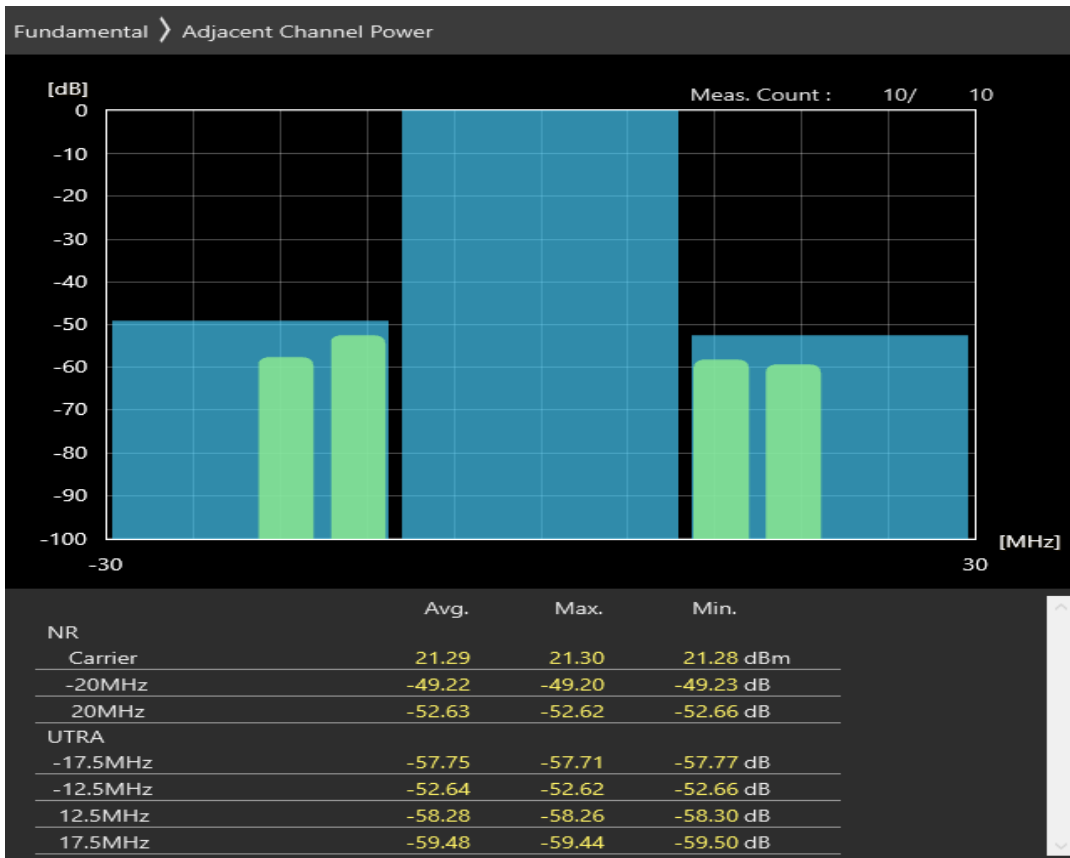 Fundamental 〉 Adjacent Channel Power
[dB]
Meas. Count : 10/ 10
0
-10
-20
-30
-40
-50
-60
-70
-80
-90
-100
[MHz]
-30 30
Avg. Max. Min.
NR
Carrier 21.29 21.30 21.28 dBm
-20MHz -49.22 -49.20 -49.23 dB
20MHz -52.63 -52.62 -52.66 dB
UTRA
-17.5MHz -57.75 -57.71 -57.77 dB
-12.5MHz -52.64 -52.62 -52.66 dB
12.5MHz -58.28 -58.26 -58.30 dB
17.5MHz -59.48 -59.44 -59.50 dB